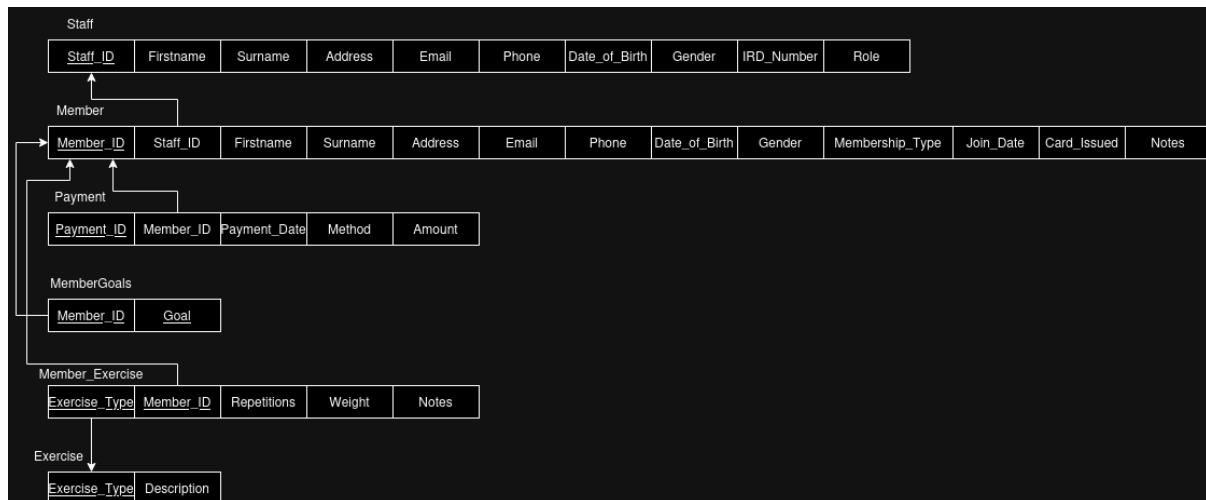 Staff
Staff_ID Firstname Surname Address Email Phone Date_of_Birth Gender IRD_Number Role
Member
Member_ID Staff_ID Firstname Surname Address Email Phone Date_of_Birth Gender Membership_Type Join_Date Card_Issued Notes
Payment
Payment_ID Member_ID Payment_Date Method Amount
MemberGoals
Member_ID Goal
Member_Exercise
Exercise_Type Member_ID Repetitions Weight Notes
Exercise
Exercise_Type Description